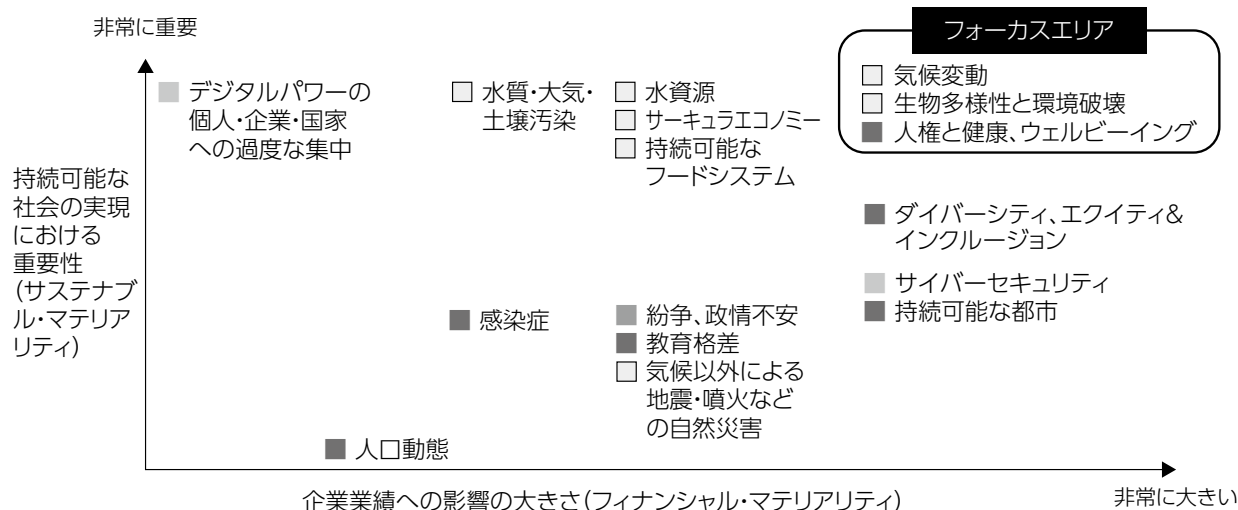 非常に重要
フォーカスエリア
気候変動
生物多様性と環境破壊
人権と健康、ウェルビーイング
デジタルパワーの
個人・企業・国家
への過度な集中
水質・大気・
土壌汚染
水資源
サーキュラエコノミー
持続可能な
フードシステム
持続可能な
社会の実現
における
重要性
(サステナブ
ル・マテリア
リティ)
ダイバーシティ、エクイティ&
インクルージョン
サイバーセキュリティ
持続可能な都市
感染症
紛争、政情不安
教育格差
気候以外による
地震・噴火など
の自然災害
人口動態
企業業績への影響の大きさ(フィナンシャル・マテリアリティ)
非常に大きい